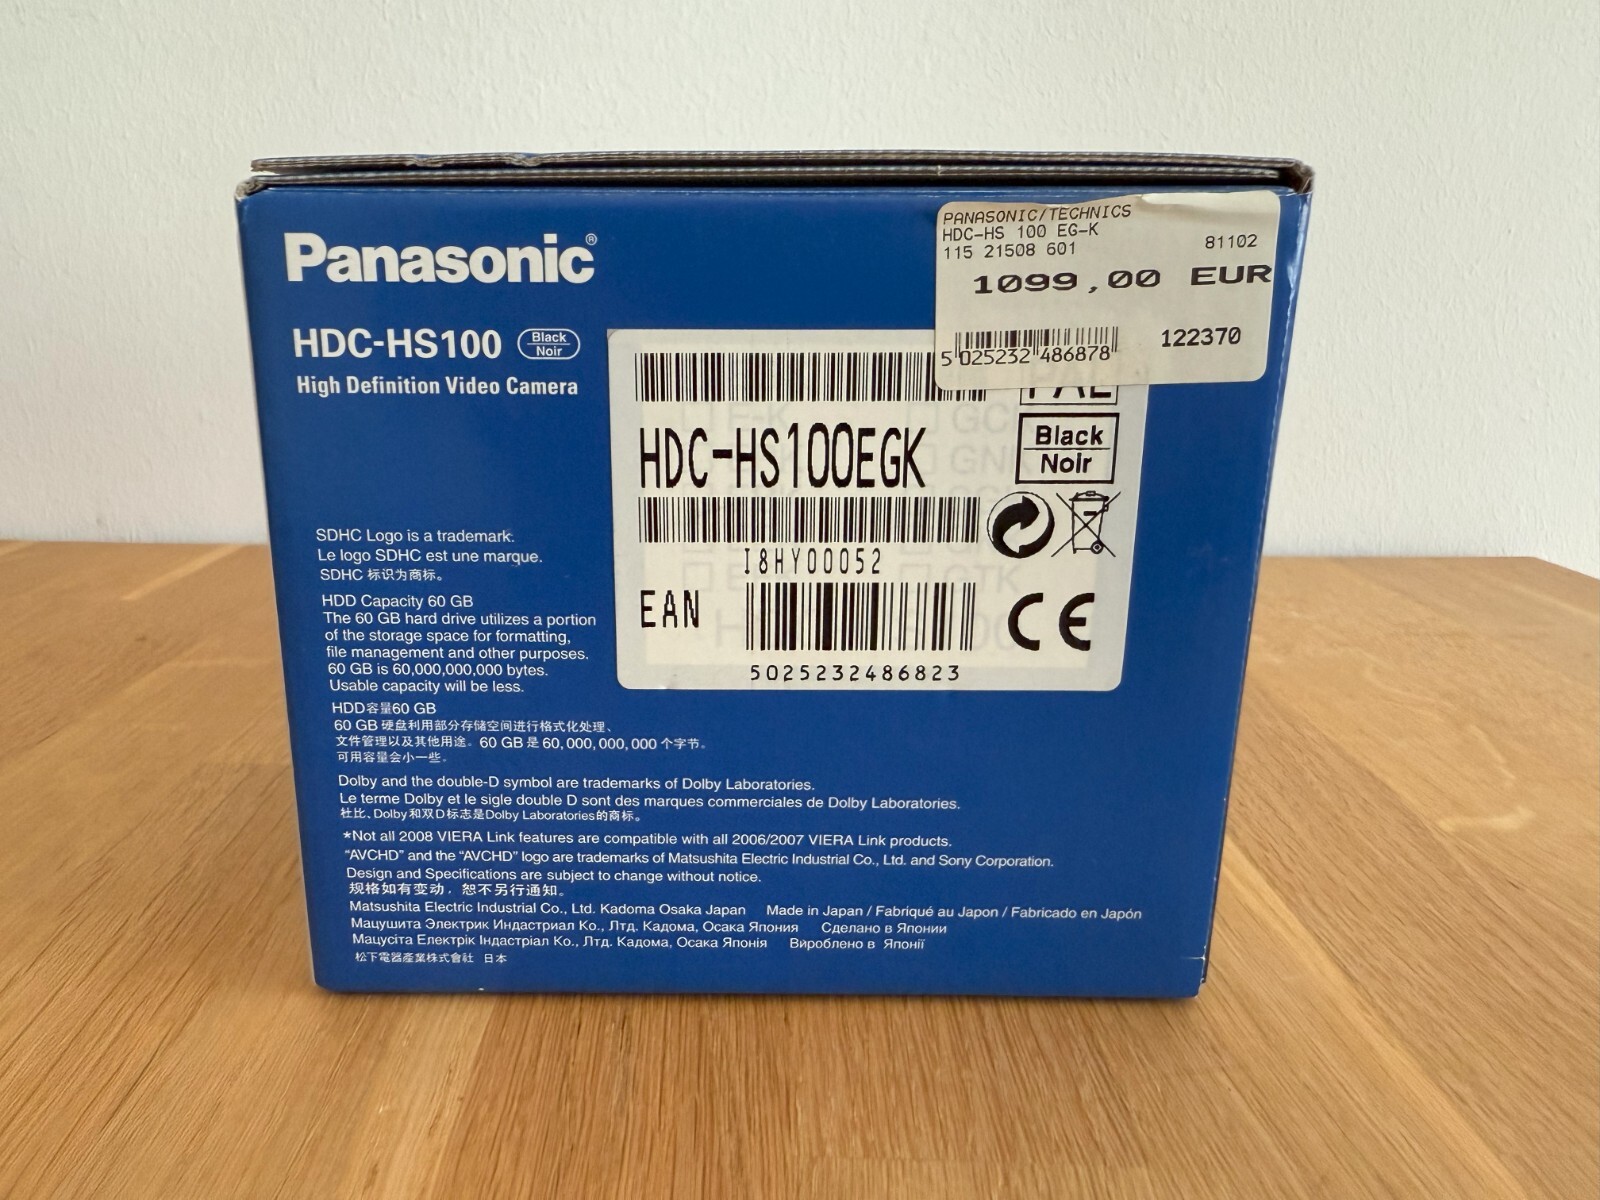 Panasonic®
HDC-HS100 Black
Noir
High Definition Video Camera
PANASONIC/TECHNICS
HDC-HS 100 EG-K
115 21508 601 81102
1099,00 EUR
5 025232 486878 122370
PAL
HDC-HS100EGK
Black
Noir
I8HY00052
EAN
CE
5025232486823
SDHC Logo is a trademark.
Le logo SDHC est une marque.
SDHC 标识为商标。
HDD Capacity 60 GB
The 60 GB hard drive utilizes a portion
of the storage space for formatting,
file management and other purposes.
60 GB is 60,000,000,000 bytes.
Usable capacity will be less.
HDD容量60 GB
60 GB 硬盘利用部分存储空间进行格式化处理、
文件管理以及其他用途。60 GB 是 60,000,000,000 个字节。
可用容量会小一些。
Dolby and the double-D symbol are trademarks of Dolby Laboratories.
Le terme Dolby et le sigle double D sont des marques commerciales de Dolby Laboratories.
杜比、Dolby和双D标志是Dolby Laboratories的商标。
*Not all 2008 VIERA Link features are compatible with all 2006/2007 VIERA Link products.
“AVCHD” and the “AVCHD” logo are trademarks of Matsushita Electric Industrial Co., Ltd. and Sony Corporation.
Design and Specifications are subject to change without notice.
规格如有变动，恕不另行通知。
Matsushita Electric Industrial Co., Ltd. Kadoma Osaka Japan Made in Japan / Fabriqué au Japon / Fabricado en Japón
Мацушита Электрик Индастриал Ко., Лтд. Кадома, Осака Япония Сделано в Японии
Мацусіта Електрік Індастріал Ко., Лтд. Кадома, Осака Японія Вироблено в Японії
松下電器產業株式會社 日本